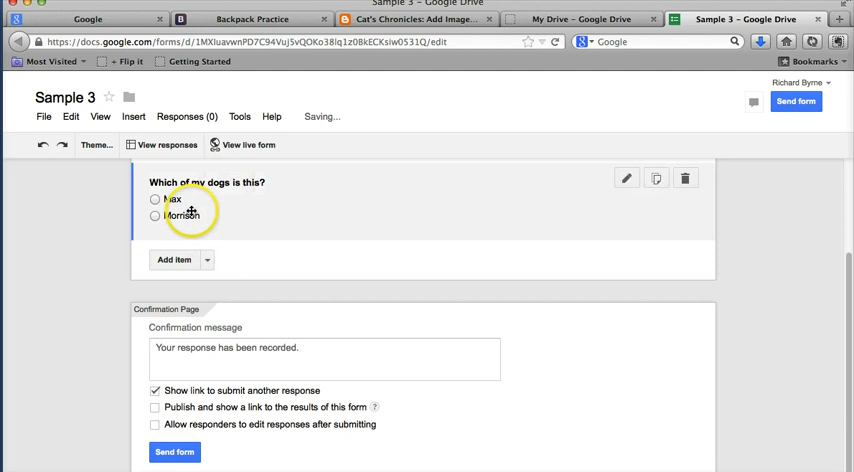 Sample 3 - Google Drive
Google
Backpack Practice
Cat's Chronicles: Add Image...
My Drive - Google Drive
Sample 3 - Google Drive
https://docs.google.com/forms/d/1MXIuavwnPD7C94Vuj5vQOKo38lq1z0BkECKsiw0531Q/edit
Google
Most Visited
+ Flip it
Getting Started
Bookmarks
Richard Byrne
Sample 3
Send form
File Edit View Insert Responses (0) Tools Help Saving...
Theme... View responses View live form
Which of my dogs is this?
Max
Morrison
Add item
Confirmation Page
Confirmation message
Your response has been recorded.
Show link to submit another response
Publish and show a link to the results of this form ?
Allow responders to edit responses after submitting
Send form